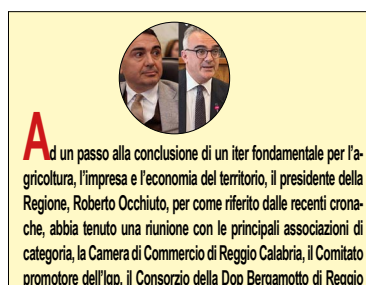 Ad un passo alla conclusione di un iter fondamentale per l'a-
gricoltura, l'impresa e l'economia del territorio, il presidente della
Regione, Roberto Occhiuto, per come riferito dalle recenti crona-
che, abbia tenuto una riunione con le principali associazioni di
categoria, la Camera di Commercio di Reggio Calabria, il Comitato
promotore dell'Igp, il Consorzio della Dop Bergamotto di Reggio